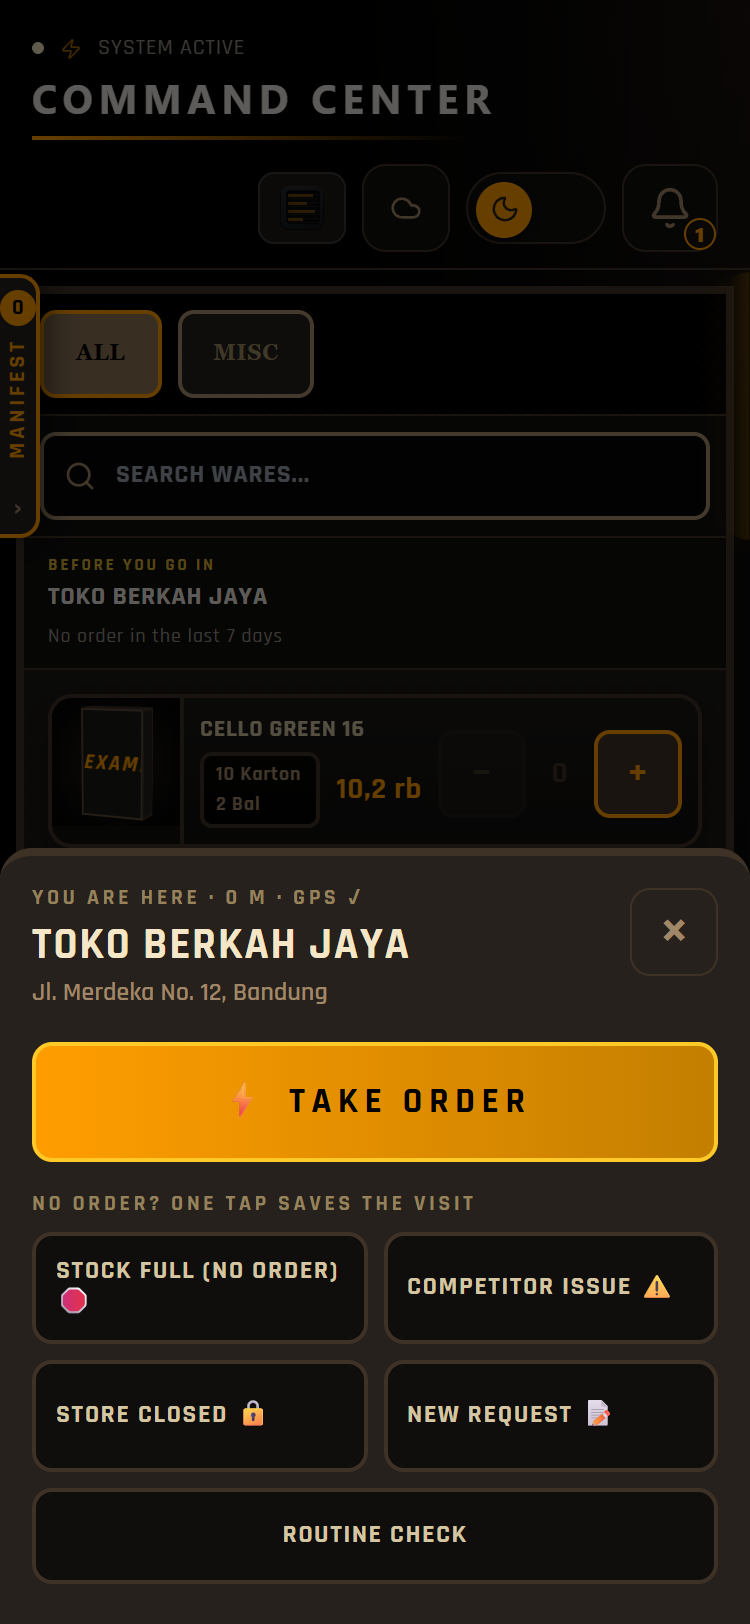 SYSTEM ACTIVE
COMMAND CENTER
1
0
MANIFEST
ALL
MISC
SEARCH WARES...
BEFORE YOU GO IN
TOKO BERKAH JAYA
No order in the last 7 days
EXAM
CELLO GREEN 16
10 Karton
2 Bal
10,2 rb
−
0
+
YOU ARE HERE · 0 M · GPS ✓
TOKO BERKAH JAYA
Jl. Merdeka No. 12, Bandung
TAKE ORDER
NO ORDER? ONE TAP SAVES THE VISIT
STOCK FULL (NO ORDER)
COMPETITOR ISSUE
STORE CLOSED
NEW REQUEST
ROUTINE CHECK